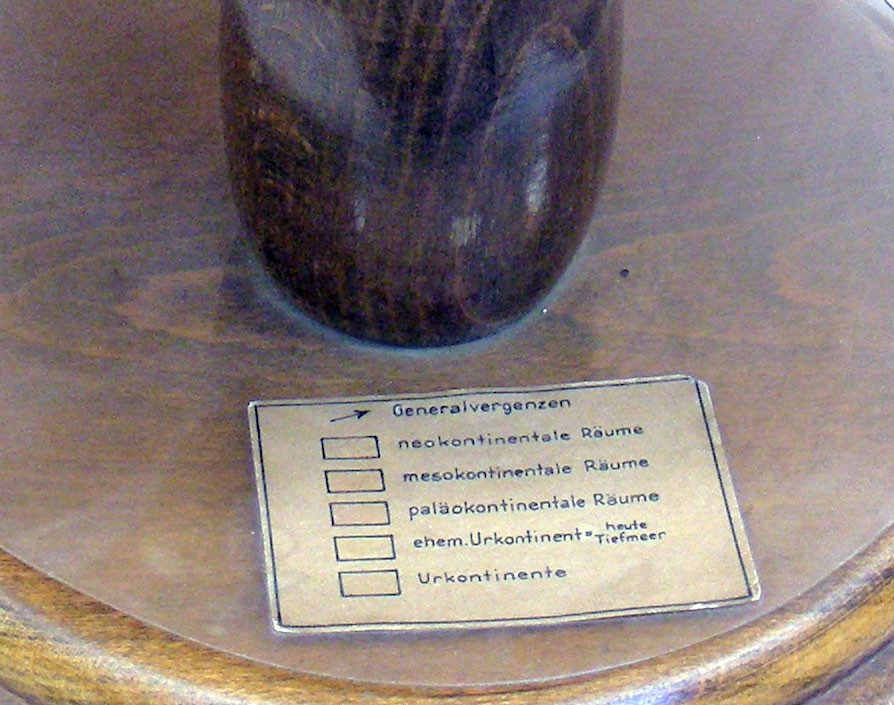 Generalvergenzen
neokontinentale Räume
mesokontinentale Räume
paläokontinentale Räume
ehem. Urkontinent = heute Tiefmeer
Urkontinente